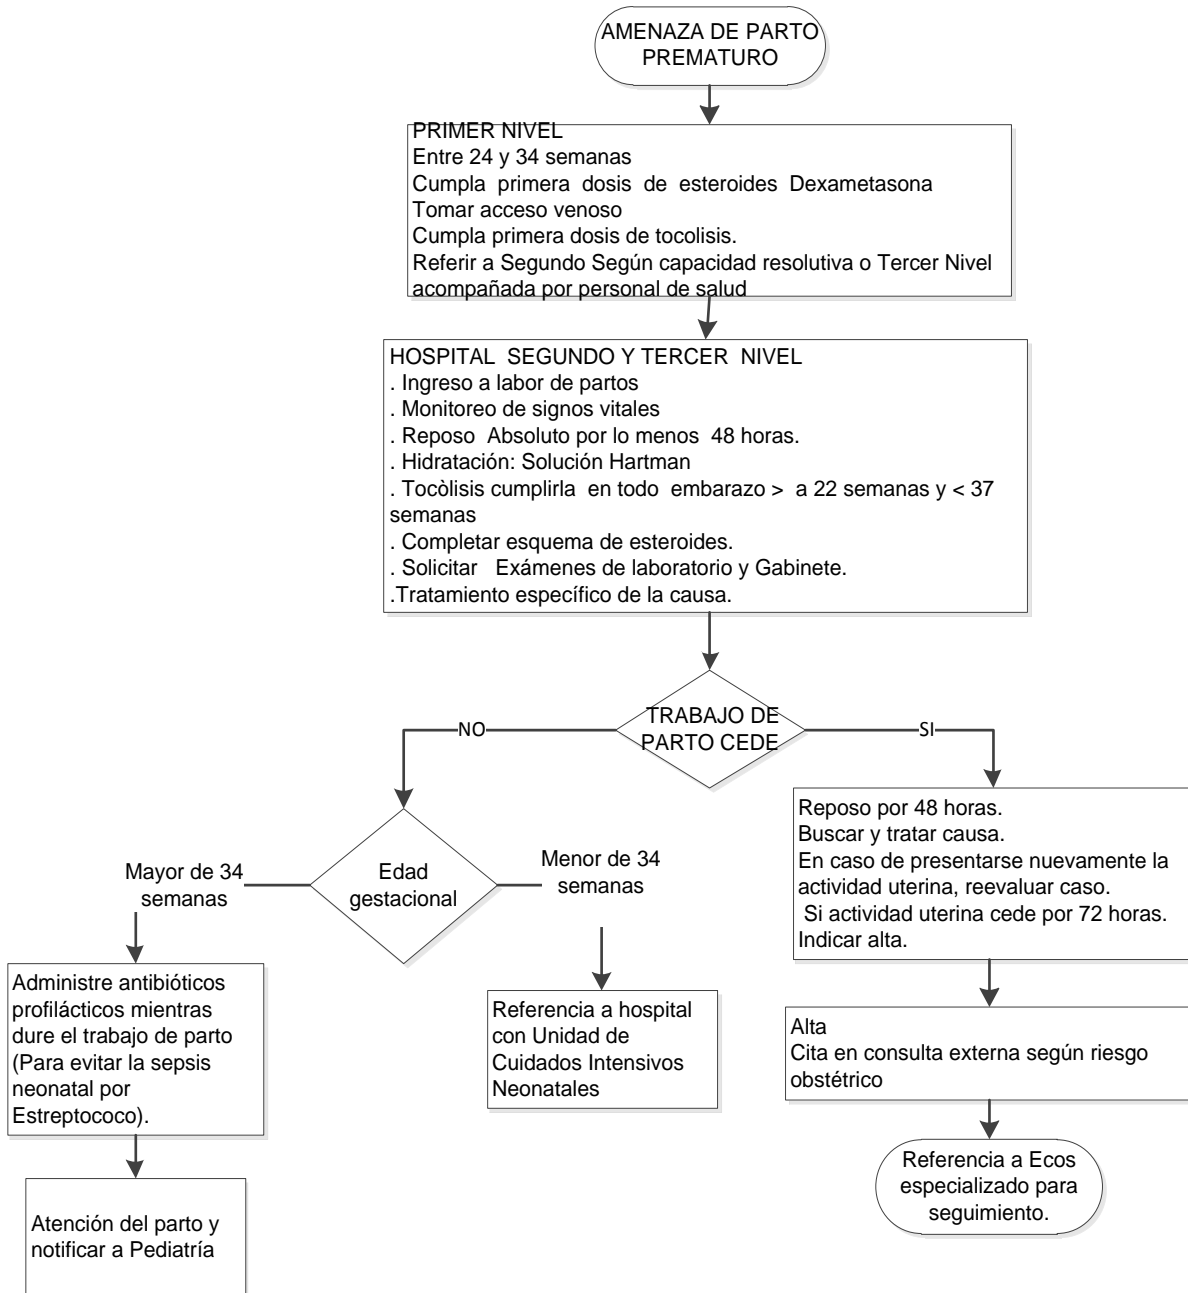 AMENAZA DE PARTO
PREMATURO
PRIMER NIVEL
Entre 24 y 34 semanas
Cumpla primera dosis de esteroides Dexametasona
Tomar acceso venoso
Cumpla primera dosis de tocolisis.
Referir a Segundo Según capacidad resolutiva o Tercer Nivel
acompañada por personal de salud
HOSPITAL SEGUNDO Y TERCER NIVEL
. Ingreso a labor de partos
. Monitoreo de signos vitales
. Reposo Absoluto por lo menos 48 horas.
. Hidratación: Solución Hartman
. Tocòlisis cumplirla en todo embarazo > a 22 semanas y < 37
semanas
. Completar esquema de esteroides.
. Solicitar Exámenes de laboratorio y Gabinete.
.Tratamiento específico de la causa.
TRABAJO DE
PARTO CEDE
NO
SI
Edad
gestacional
Mayor de 34
semanas
Menor de 34
semanas
Reposo por 48 horas.
Buscar y tratar causa.
En caso de presentarse nuevamente la
actividad uterina, reevaluar caso.
Si actividad uterina cede por 72 horas.
Indicar alta.
Administre antibióticos
profilácticos mientras
dure el trabajo de parto
(Para evitar la sepsis
neonatal por
Estreptococo).
Referencia a hospital
con Unidad de
Cuidados Intensivos
Neonatales
Alta
Cita en consulta externa según riesgo
obstétrico
Referencia a Ecos
especializado para
seguimiento.
Atención del parto y
notificar a Pediatría